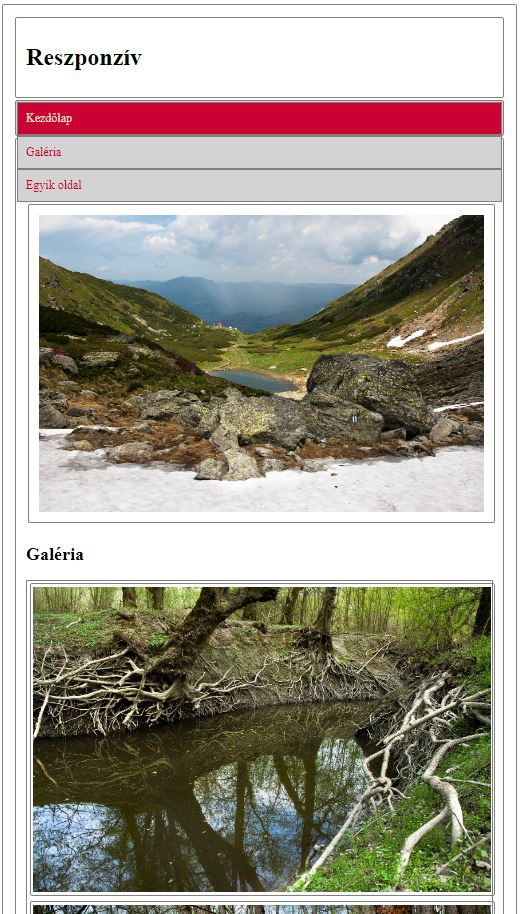 Reszponzív
Kezdőlap
Galéria
Egyik oldal
Galéria